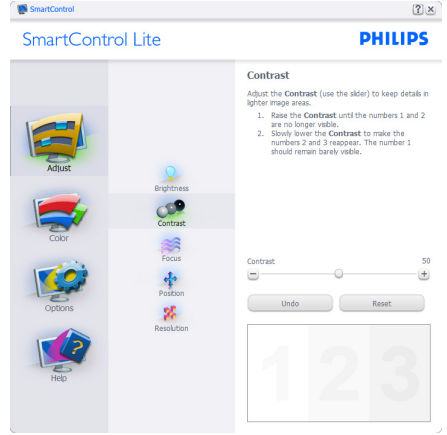 SmartControl
SmartControl Lite
PHILIPS
Adjust
Color
Options
Help
Brightness
Contrast
Focus
Position
Resolution
Contrast
Adjust the Contrast (use the slider) to keep details in
lighter image areas.
1. Raise the Contrast until the numbers 1 and 2
are no longer visible.
2. Slowly lower the Contrast to make the
numbers 2 and 3 reappear. The number 1
should remain barely visible.
Contrast 50
Undo Reset
1 2 3